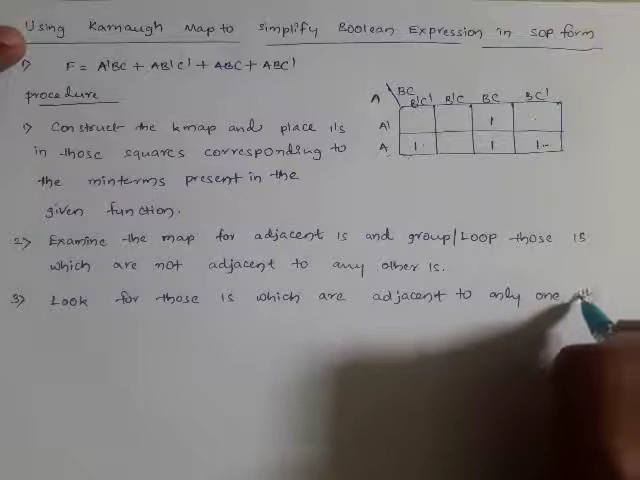 Using Karnaugh Map to simplify Boolean Expression in SOP form
1) F = A'BC + AB'C' + ABC + ABC'
procedure
1) Construct the kmap and place 1s
in those squares corresponding to
the minterms present in the
given function.
A BC
B'C' B'C BC BC'
A' 1
A 1 1 1
2) Examine the map for adjacent 1s and group/Loop those 1s
which are not adjacent to any other 1s.
3) Look for those 1s which are adjacent to only one